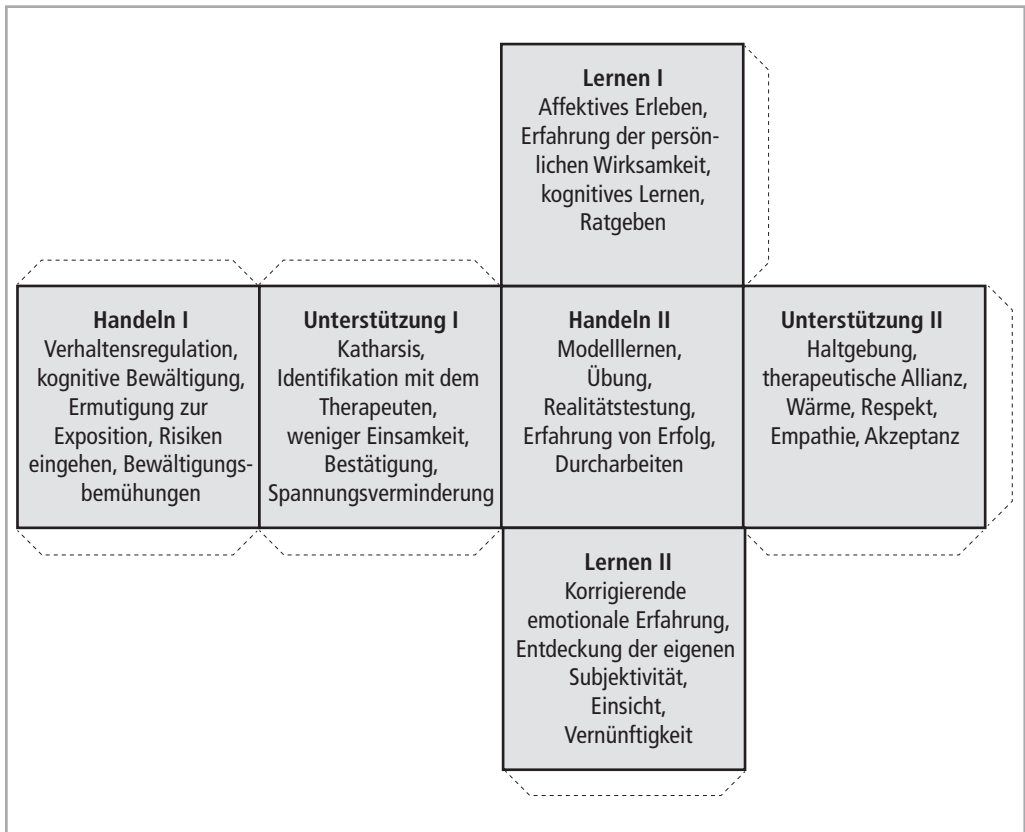 Lernen I
Affektives Erleben,
Erfahrung der persön-
lichen Wirksamkeit,
kognitives Lernen,
Ratgeben
Handeln I
Verhaltensregulation,
kognitive Bewältigung,
Ermutigung zur
Exposition, Risiken
eingehen, Bewältigungs-
bemühungen
Unterstützung I
Katharsis,
Identifikation mit dem
Therapeuten,
weniger Einsamkeit,
Bestätigung,
Spannungsverminderung
Handeln II
Modelllernen,
Übung,
Realitätstestung,
Erfahrung von Erfolg,
Durcharbeiten
Unterstützung II
Haltgebung,
therapeutische Allianz,
Wärme, Respekt,
Empathie, Akzeptanz
Lernen II
Korrigierende
emotionale Erfahrung,
Entdeckung der eigenen
Subjektivität,
Einsicht,
Vernünftigkeit